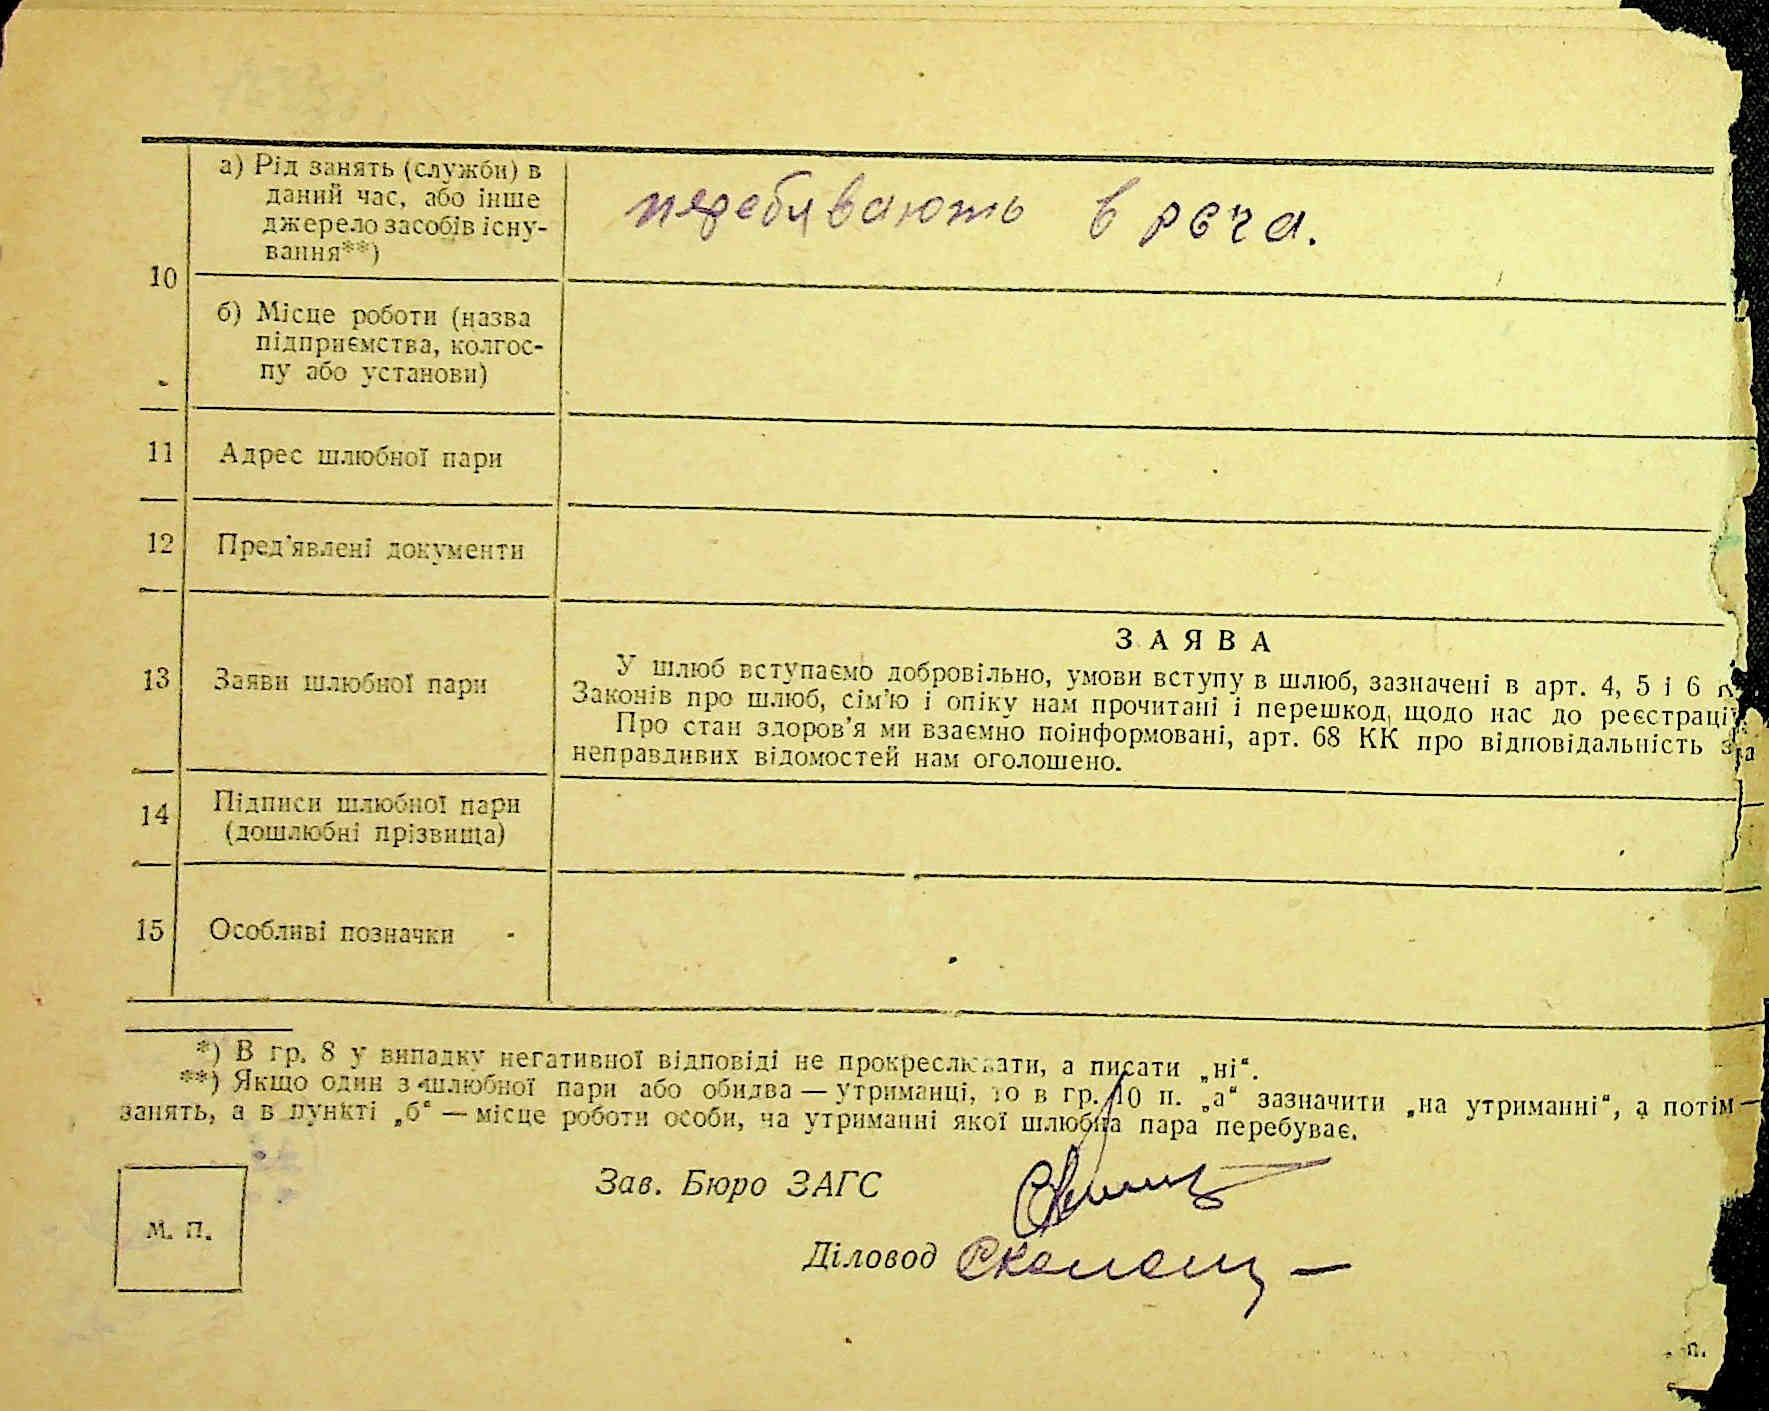 а) Рід занять (служби) в
даний час, або інше
джерело засобів існу-
вання**)
перебувають в
10
б) Місце роботи (назва
підприємства, колгос-
пу або установи)
11 Адрес шлюбної пари
12 Пред'явлені документи
ЗАЯВА
13 Заяви шлюбної пари
У шлюб вступаємо добровільно, умови вступу в шлюб, зазначені в арт. 4, 5 і 6
Законів про шлюб, сім'ю і опіку нам прочитані і перешкод, щодо нас до реєстрації
Про стан здоров'я ми взаємно поінформовані, арт. 68 КК про відповідальність за
неправдивих відомостей нам оголошено.
14 Підписи шлюбної пари
(дошлюбні прізвища)
15 Особливі позначки
*) В гр. 8 у випадку негативної відповіді не прокреслювати, а писати „ні“.
**) Якщо один з шлюбної пари або обидва — утриманці, то в гр. 10 п. „а“ зазначити „на утриманні“, а потім —
занять, а в пункті „б“ — місце роботи особи, на утриманні якої шлюбна пара перебуває.
Зав. Бюро ЗАГС
М. П.
Діловод
п.